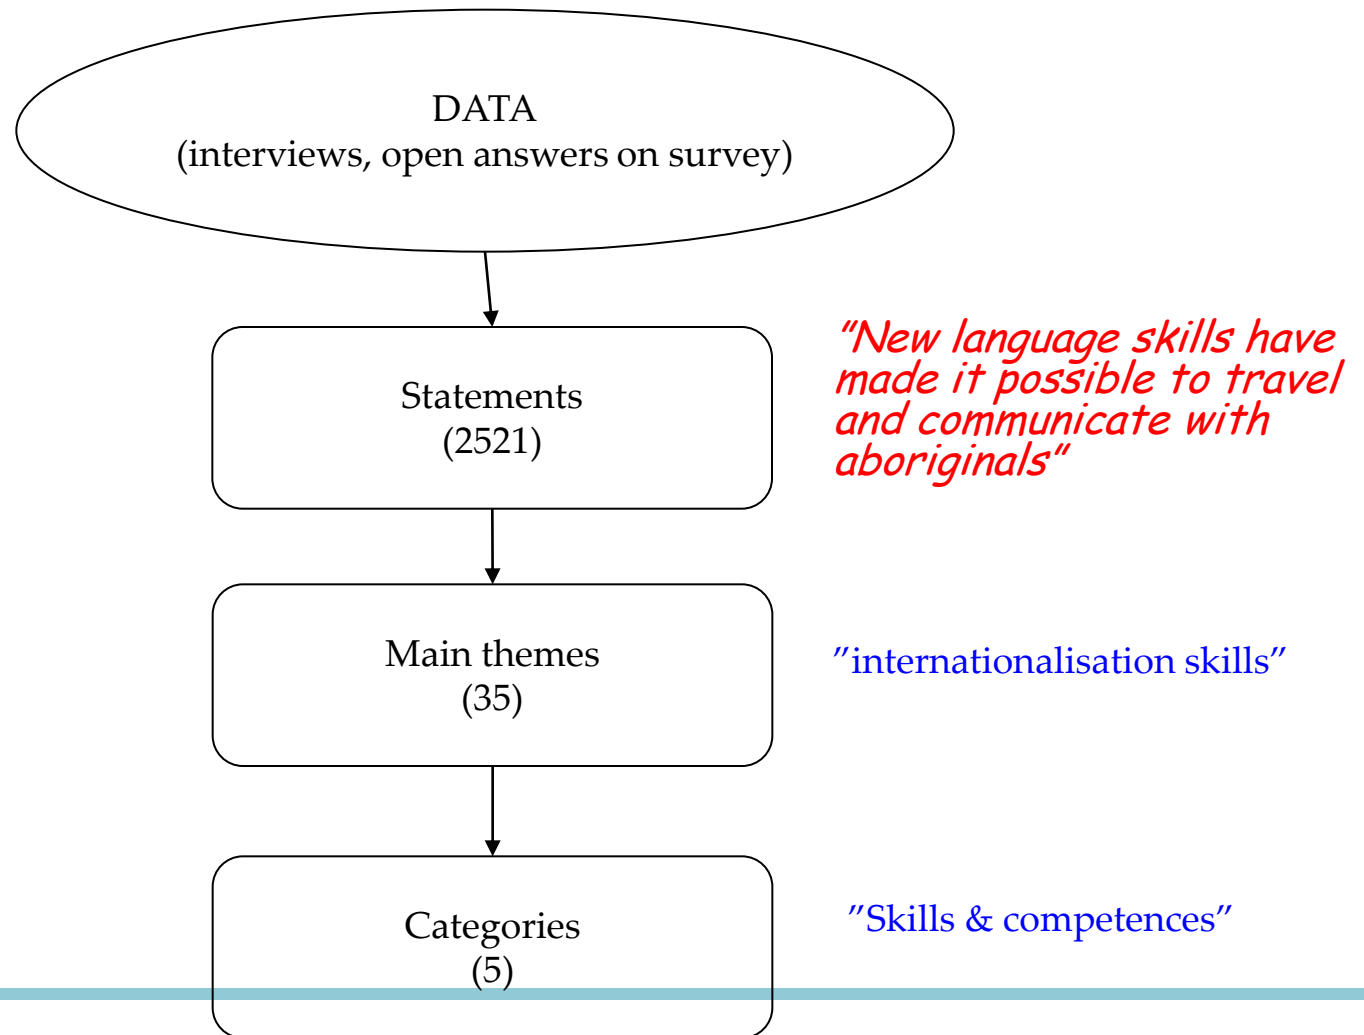 DATA
(interviews, open answers on survey)
Statements
(2521)
“New language skills have
made it possible to travel
and communicate with
aboriginals”
Main themes
(35)
”internationalisation skills”
Categories
(5)
”Skills & competences”